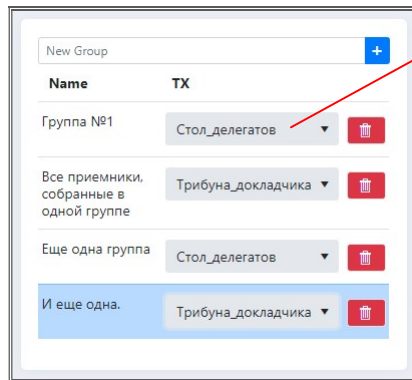 New Group +
Name TX
Группа №1 Стол_делегатов
Все приемники,
собранные в
одной группе Трибуна_докладчика
Еще одна группа Стол_делегатов
И еще одна. Трибуна_докладчика